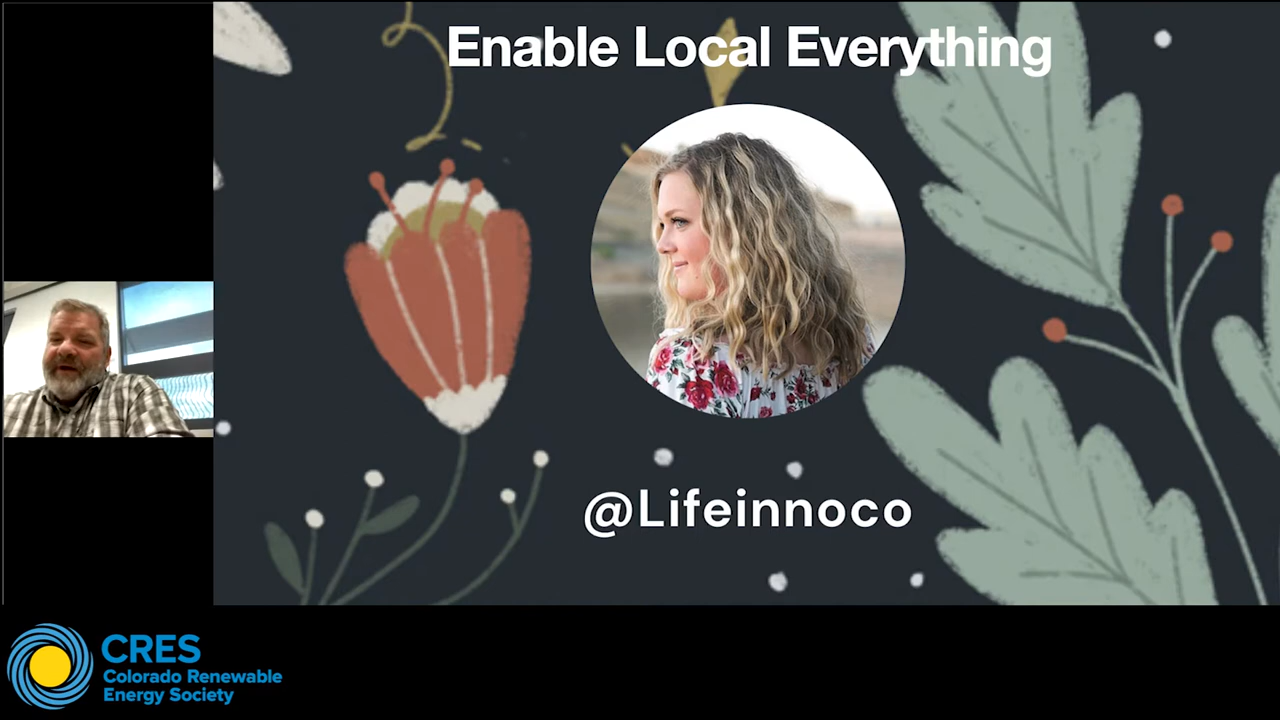 Enable Local Everything
@Lifeinnoco
CRES
Colorado Renewable
Energy Society